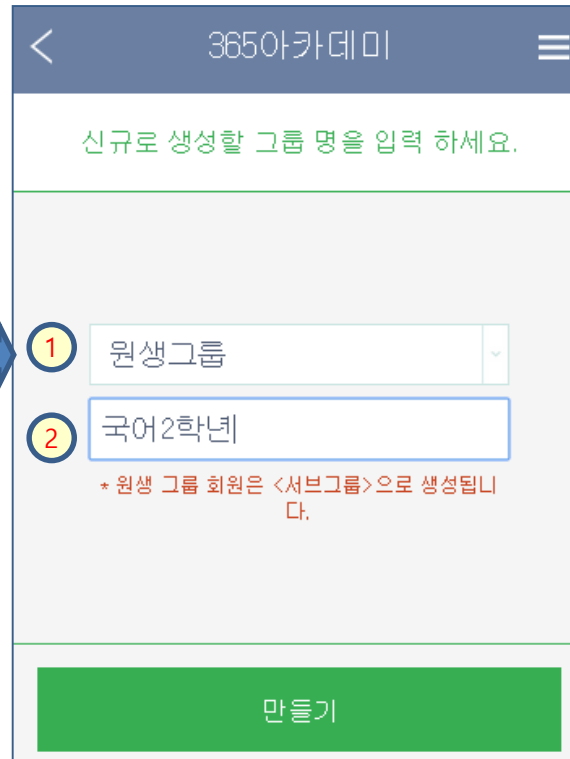 365아카데미
신규로 생성할 그룹 명을 입력 하세요.
1 원생그룹
2 국어2학년
* 원생 그룹 회원은 <서브그룹>으로 생성됩니
다.
만들기